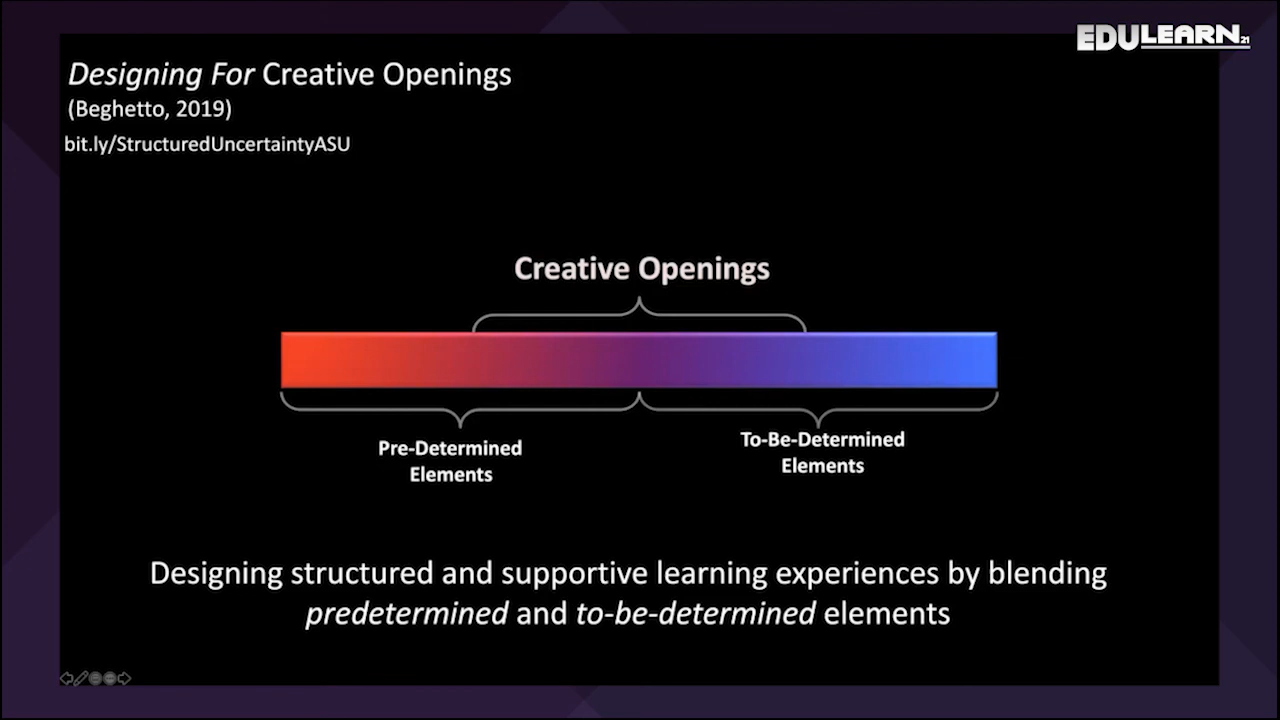 EDULEARN21
Designing For Creative Openings
(Beghetto, 2019)
bit.ly/StructuredUncertaintyASU
Creative Openings
Pre-Determined
Elements
To-Be-Determined
Elements
Designing structured and supportive learning experiences by blending
predetermined and to-be-determined elements